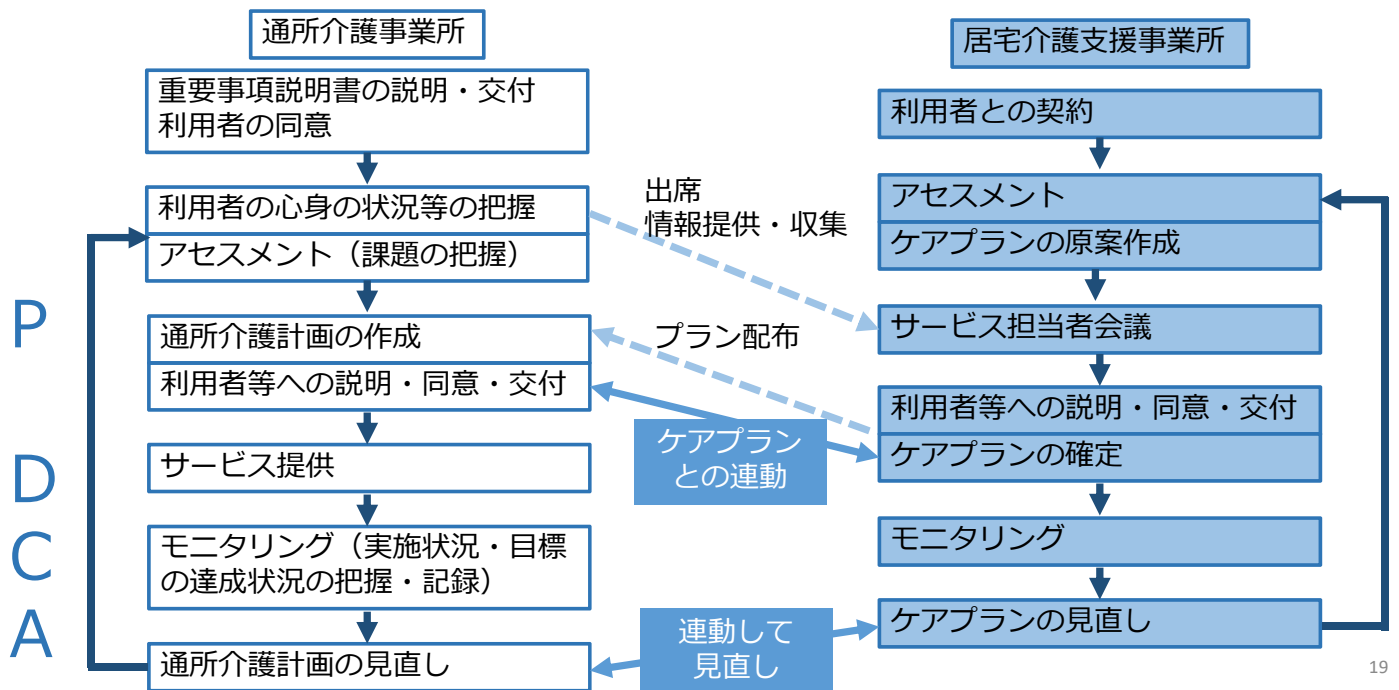 通所介護事業所
重要事項説明書の説明・交付
利用者の同意
利用者の心身の状況等の把握
アセスメント（課題の把握）
通所介護計画の作成
利用者等への説明・同意・交付
サービス提供
モニタリング（実施状況・目標
の達成状況の把握・記録）
通所介護計画の見直し
P
D
C
A
出席
情報提供・収集
プラン配布
ケアプラン
との連動
連動して
見直し
居宅介護支援事業所
利用者との契約
アセスメント
ケアプランの原案作成
サービス担当者会議
利用者等への説明・同意・交付
ケアプランの確定
モニタリング
ケアプランの見直し
19